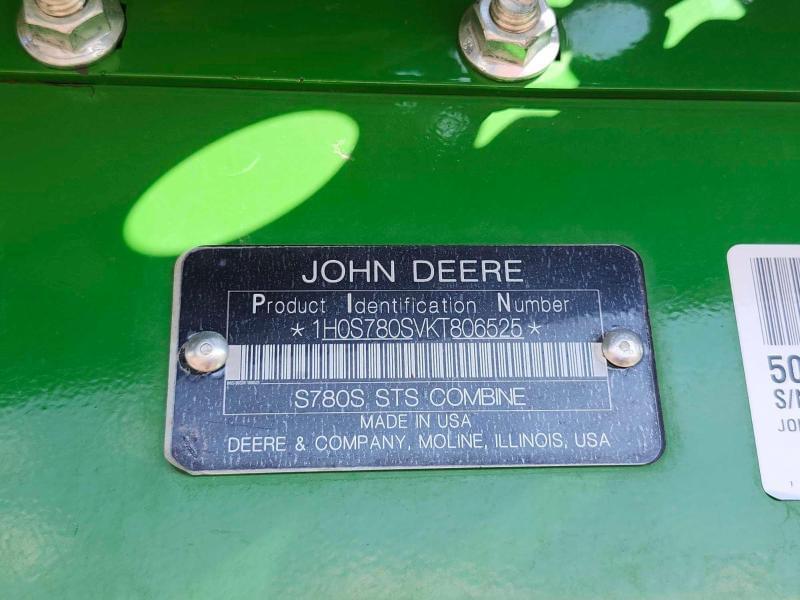 JOHN DEERE
Product Identification Number
*1H0S780SVKT806525*
S780S STS COMBINE
MADE IN USA
DEERE & COMPANY, MOLINE, ILLINOIS, USA
50
S/
JO